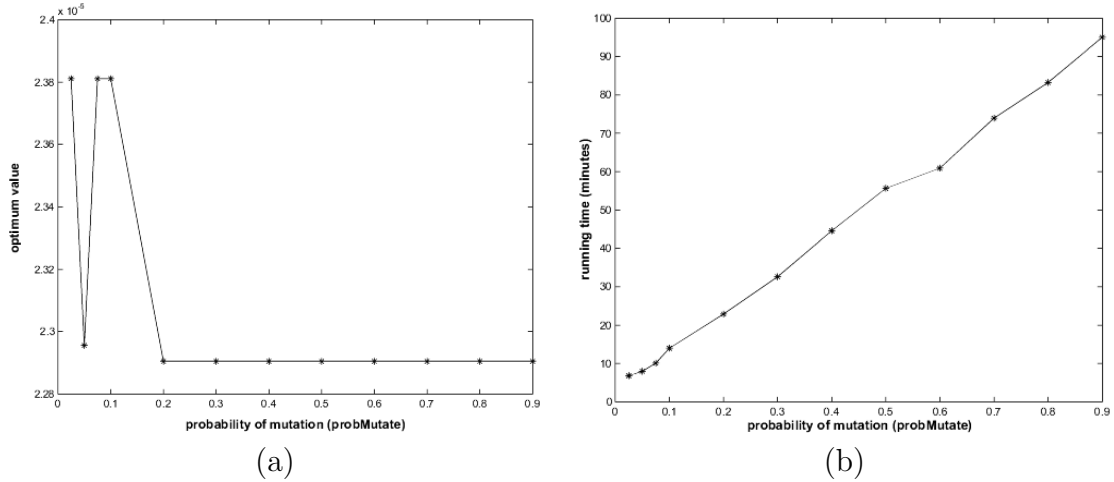 × 10⁻⁵
2.4
2.38
2.36
2.34
2.32
2.3
2.28
optimum value
0 0.1 0.2 0.3 0.4 0.5 0.6 0.7 0.8 0.9
probability of mutation (probMutate)
(a)
100
90
80
70
60
50
40
30
20
10
0
running time (minutes)
0 0.1 0.2 0.3 0.4 0.5 0.6 0.7 0.8 0.9
probability of mutation (probMutate)
(b)